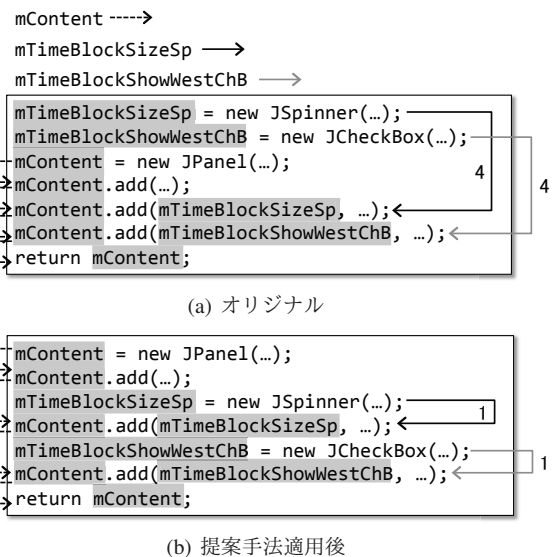 mContent
mTimeBlockSizeSp
mTimeBlockShowWestChB
mTimeBlockSizeSp = new JSpinner(…);
mTimeBlockShowWestChB = new JCheckBox(…);
mContent = new JPanel(…);
mContent.add(…);
mContent.add(mTimeBlockSizeSp, …);
mContent.add(mTimeBlockShowWestChB, …);
return mContent;
4
4
(a) オリジナル
mContent = new JPanel(…);
mContent.add(…);
mTimeBlockSizeSp = new JSpinner(…);
mContent.add(mTimeBlockSizeSp, …);
mTimeBlockShowWestChB = new JCheckBox(…);
mContent.add(mTimeBlockShowWestChB, …);
return mContent;
1
1
(b) 提案手法適用後